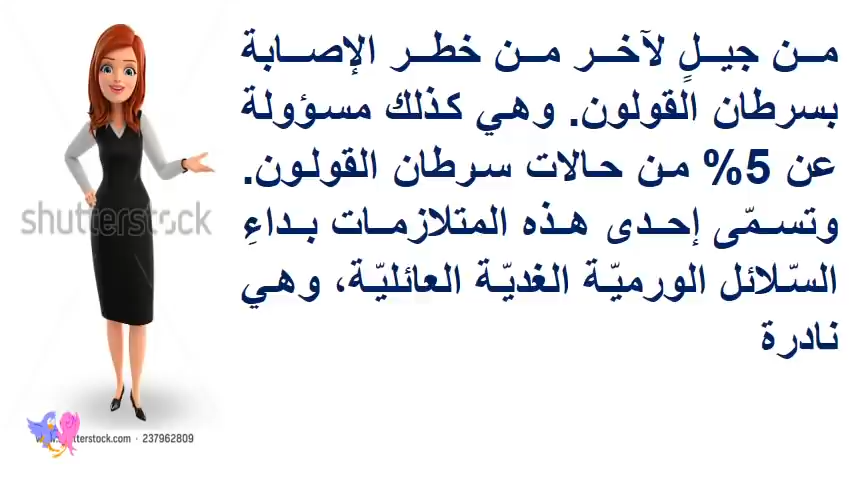 من جيلٍ لآخر من خطر الإصابة
بسرطان القولون. وهي كذلك مسؤولة
عن 5% من حالات سرطان القولون.
وتسمّى إحدى هذه المتلازمات بداءِ
السّلائل الورميّة الغديّة العائليّة، وهي
نادرة
shutterstock
www.shutterstock.com · 237962809